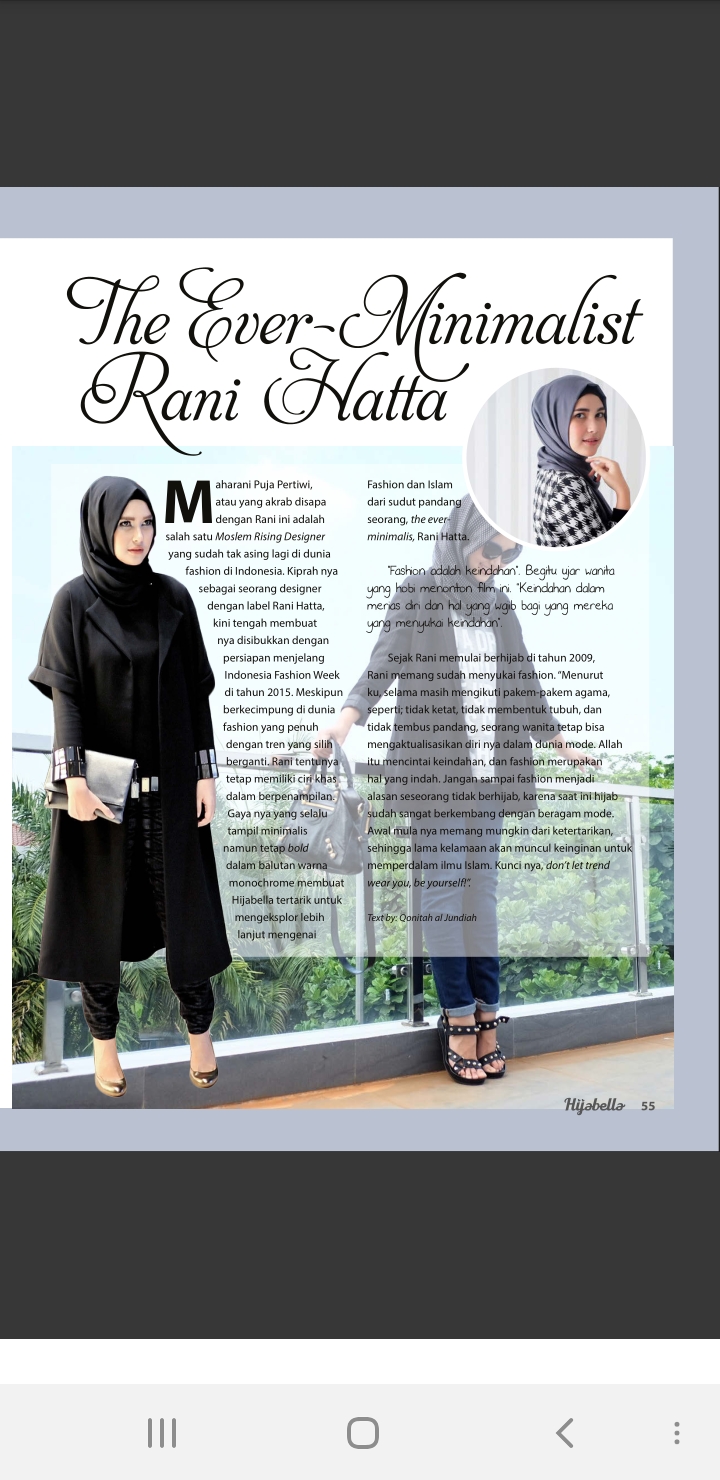 The Ever-Minimalist
Rani Hatta
Maharani Puja Pertiwi,
atau yang akrab disapa
dengan Rani ini adalah
salah satu Moslem Rising Designer
yang sudah tak asing lagi di dunia
fashion di Indonesia. Kiprah nya
sebagai seorang designer
dengan label Rani Hatta,
kini tengah membuat
nya disibukkan dengan
persiapan menjelang
Indonesia Fashion Week
di tahun 2015. Meskipun
berkecimpung di dunia
fashion yang penuh
dengan tren yang silih
berganti. Rani tentunya
tetap memiliki ciri khas
dalam berpenampilan.
Gaya nya yang selalu
tampil minimalis
namun tetap bold
dalam balutan warna
monochrome membuat
Hijabella tertarik untuk
mengeksplor lebih
lanjut mengenai
Fashion dan Islam
dari sudut pandang
seorang, the ever-
minimalis, Rani Hatta.
"Fashion adalah keindahan". Begitu ujar wanita
yang hobi menonton film ini. "Keindahan dalam
merias diri dan hal yang wajib bagi yang mereka
yang menyukai keindahan".
Sejak Rani memulai berhijab di tahun 2009,
Rani memang sudah menyukai fashion. "Menurut
ku, selama masih mengikuti pakem-pakem agama,
seperti; tidak ketat, tidak membentuk tubuh, dan
tidak tembus pandang, seorang wanita tetap bisa
mengaktualisasikan diri nya dalam dunia mode. Allah
itu mencintai keindahan, dan fashion merupakan
hal yang indah. Jangan sampai fashion menjadi
alasan seseorang tidak berhijab, karena saat ini hijab
sudah sangat berkembang dengan beragam mode.
Awal mula nya memang mungkin dari ketertarikan,
sehingga lama kelamaan akan muncul keinginan untuk
memperdalam ilmu Islam. Kunci nya, don't let trend
wear you, be yourself!".
Text by: Qonitah al Jundiah
Hijabella 55